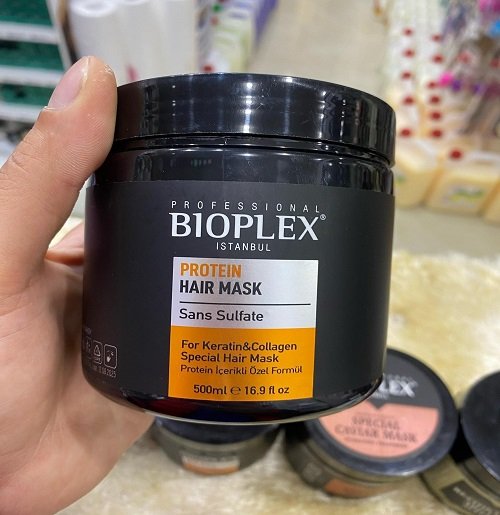 PROFESSIONAL
BIOPLEX®
ISTANBUL
PROTEIN
HAIR MASK
Sans Sulfate
For Keratin&Collagen
Special Hair Mask
Protein İçerikli Özel Formül
500ml ℮ 16.9 fl oz
SPECIAL
CAVIAR MASK